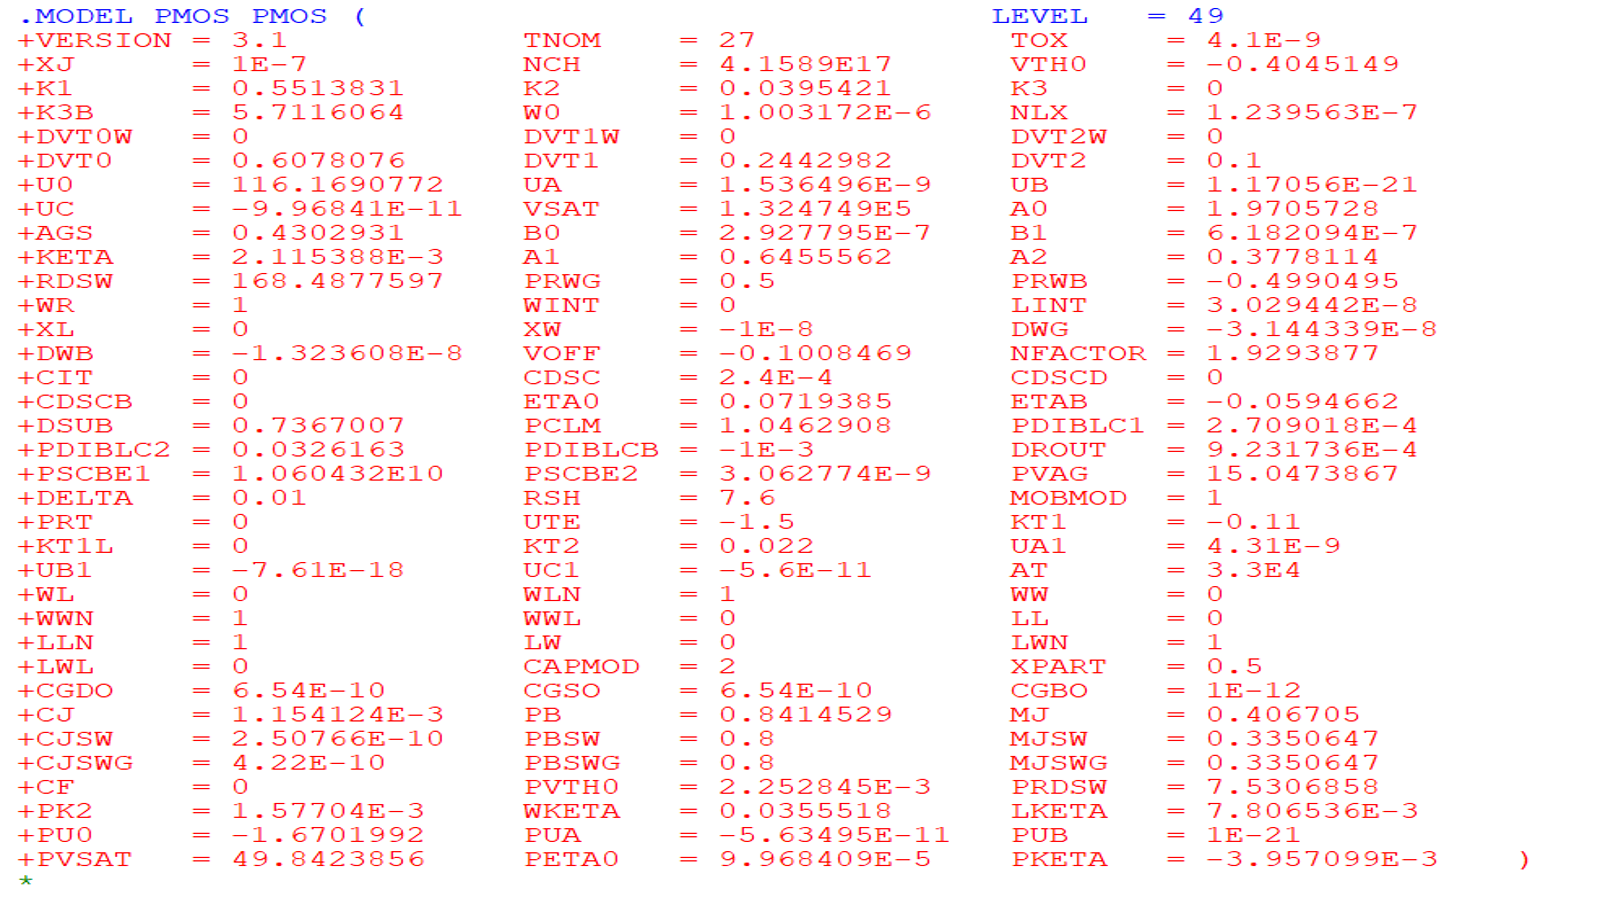 .MODEL PMOS PMOS ( LEVEL = 49
+VERSION = 3.1 TNOM = 27 TOX = 4.1E-9
+XJ = 1E-7 NCH = 4.1589E17 VTH0 = -0.4045149
+K1 = 0.5513831 K2 = 0.0395421 K3 = 0
+K3B = 5.7116064 W0 = 1.003172E-6 NLX = 1.239563E-7
+DVT0W = 0 DVT1W = 0 DVT2W = 0
+DVT0 = 0.6078076 DVT1 = 0.2442982 DVT2 = 0.1
+U0 = 116.1690772 UA = 1.536496E-9 UB = 1.17056E-21
+UC = -9.96841E-11 VSAT = 1.324749E5 A0 = 1.9705728
+AGS = 0.4302931 B0 = 2.927795E-7 B1 = 6.182094E-7
+KETA = 2.115388E-3 A1 = 0.6455562 A2 = 0.3778114
+RDSW = 168.4877597 PRWG = 0.5 PRWB = -0.4990495
+WR = 1 WINT = 0 LINT = 3.029442E-8
+XL = 0 XW = -1E-8 DWG = -3.144339E-8
+DWB = -1.323608E-8 VOFF = -0.1008469 NFACTOR = 1.9293877
+CIT = 0 CDSC = 2.4E-4 CDSCD = 0
+CDSCB = 0 ETA0 = 0.0719385 ETAB = -0.0594662
+DSUB = 0.7367007 PCLM = 1.0462908 PDIBLC1 = 2.709018E-4
+PDIBLC2 = 0.0326163 PDIBLCB = -1E-3 DROUT = 9.231736E-4
+PSCBE1 = 1.060432E10 PSCBE2 = 3.062774E-9 PVAG = 15.0473867
+DELTA = 0.01 RSH = 7.6 MOBMOD = 1
+PRT = 0 UTE = -1.5 KT1 = -0.11
+KT1L = 0 KT2 = 0.022 UA1 = 4.31E-9
+UB1 = -7.61E-18 UC1 = -5.6E-11 AT = 3.3E4
+WL = 0 WLN = 1 WW = 0
+WWN = 1 WWL = 0 LL = 0
+LLN = 1 LW = 0 LWN = 1
+LWL = 0 CAPMOD = 2 XPART = 0.5
+CGDO = 6.54E-10 CGSO = 6.54E-10 CGBO = 1E-12
+CJ = 1.154124E-3 PB = 0.8414529 MJ = 0.406705
+CJSW = 2.50766E-10 PBSW = 0.8 MJSW = 0.3350647
+CJSWG = 4.22E-10 PBSWG = 0.8 MJSWG = 0.3350647
+CF = 0 PVTH0 = 2.252845E-3 PRDSW = 7.5306858
+PK2 = 1.57704E-3 WKETA = 0.0355518 LKETA = 7.806536E-3
+PU0 = -1.6701992 PUA = -5.63495E-11 PUB = 1E-21
+PVSAT = 49.8423856 PETA0 = 9.968409E-5 PKETA = -3.957099E-3 )
*